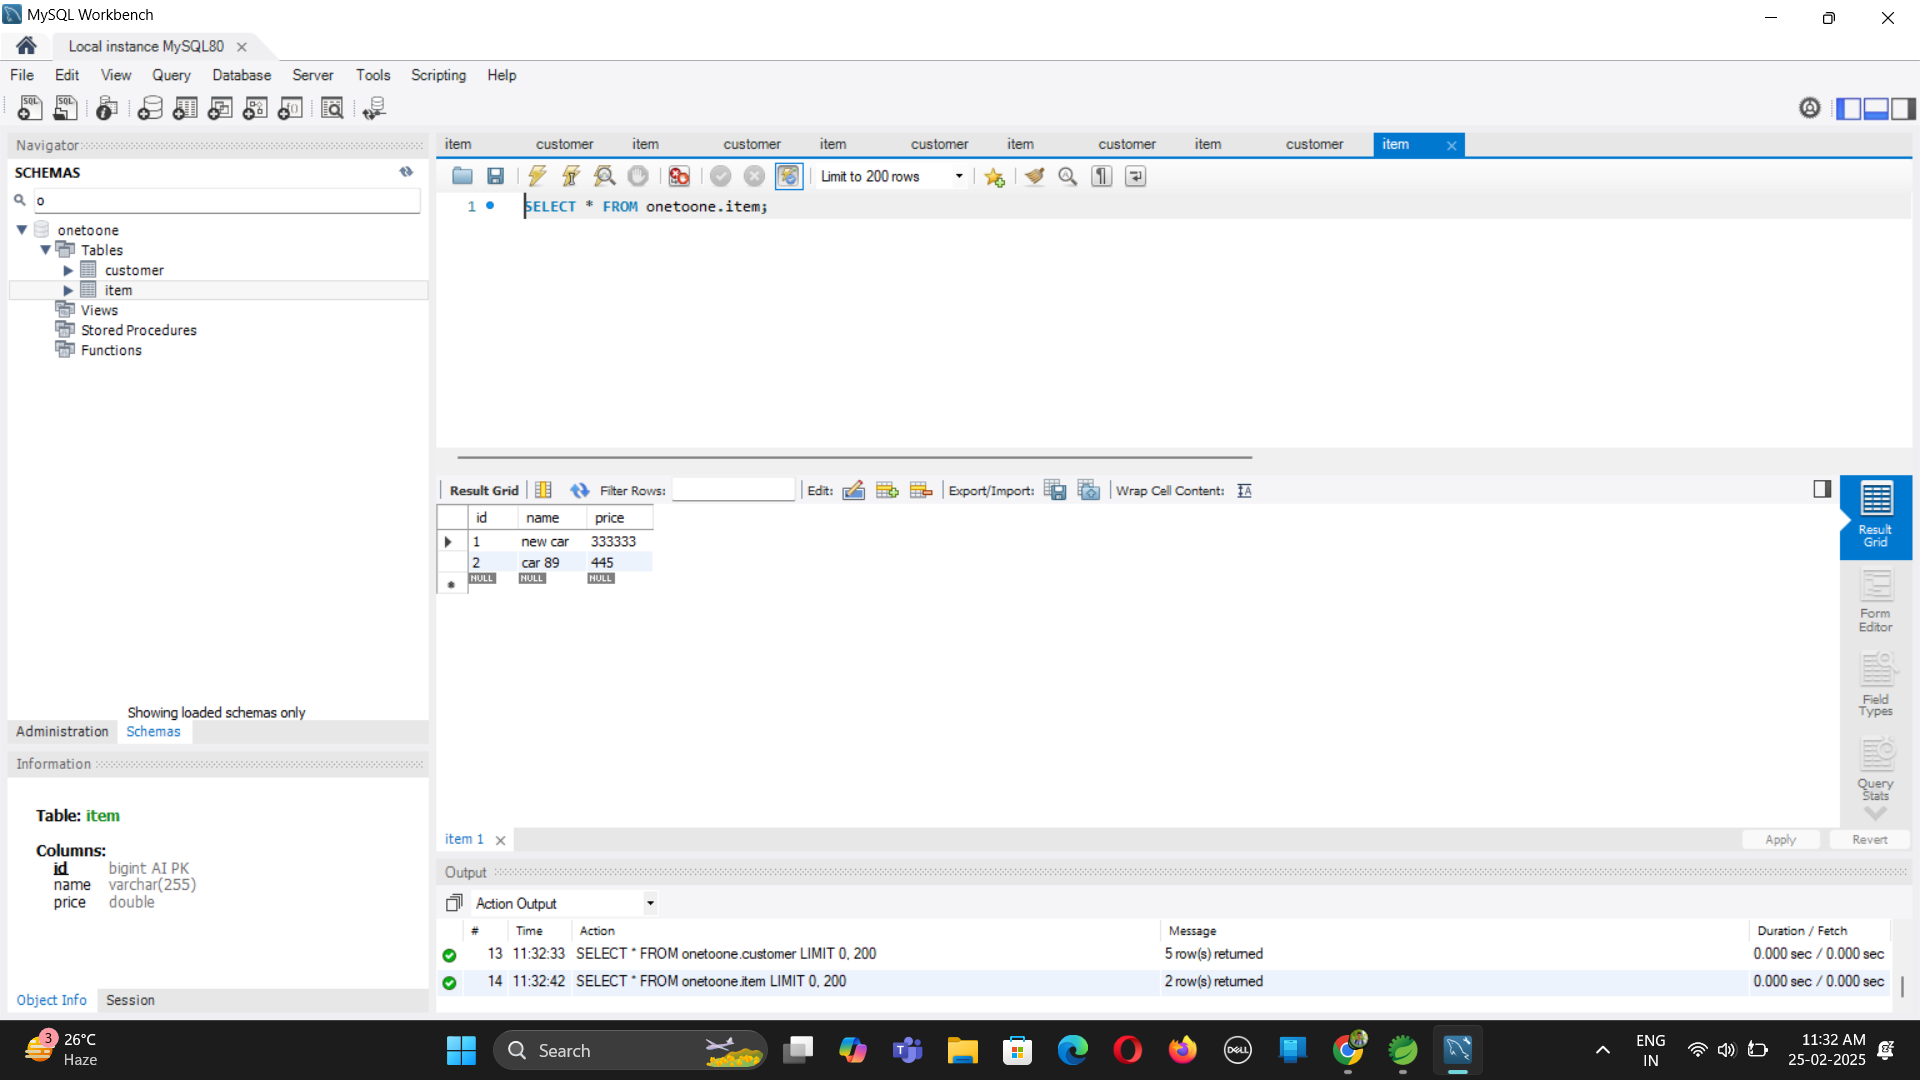 MySQL Workbench
Local instance MySQL80
File Edit View Query Database Server Tools Scripting Help
Navigator
SCHEMAS
o
onetoone
Tables
customer
item
Views
Stored Procedures
Functions
Showing loaded schemas only
Administration Schemas
Information
Table: item
Columns:
id bigint AI PK
name varchar(255)
price double
Object Info Session
item customer item customer item customer item customer item customer item
Limit to 200 rows
1 SELECT * FROM onetoone.item;
Result Grid Filter Rows: Edit: Export/Import: Wrap Cell Content:
id name price
1 new car 333333
2 car 89 445
NULL NULL NULL
Result
Grid
Form
Editor
Field
Types
Query
Stats
item 1
Apply Revert
Output
Action Output
# Time Action Message Duration / Fetch
13 11:32:33 SELECT * FROM onetoone.customer LIMIT 0, 200 5 row(s) returned 0.000 sec / 0.000 sec
14 11:32:42 SELECT * FROM onetoone.item LIMIT 0, 200 2 row(s) returned 0.000 sec / 0.000 sec
3
26°C
Haze
Search
DELL
ENG
IN
11:32 AM
25-02-2025